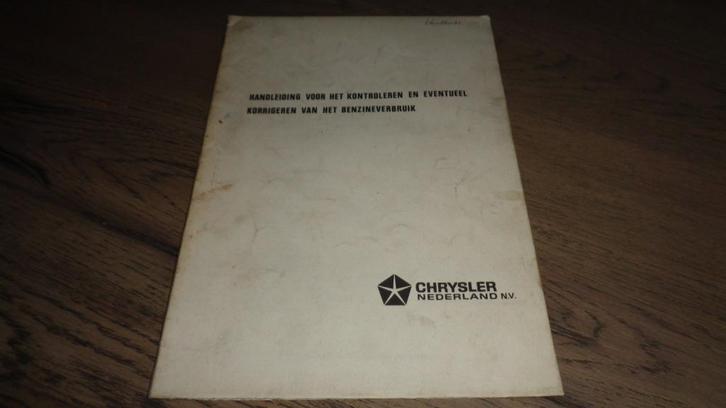 HANDLEIDING VOOR HET KONTROLEREN EN EVENTUEEL
KORRIGEREN VAN HET BENZINEVERBRUIK
CHRYSLER
NEDERLAND N.V.